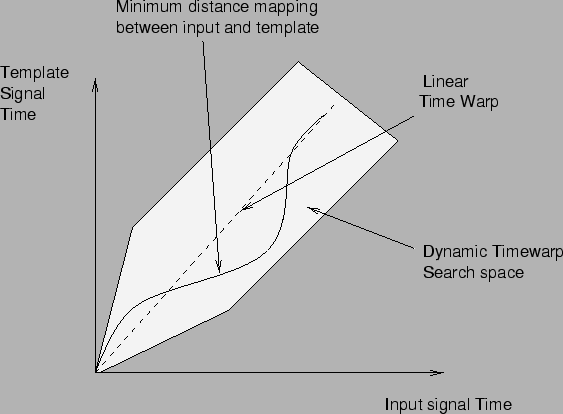 Minimum distance mapping
between input and template
Template
Signal
Time
Linear
Time Warp
Dynamic Timewarp
Search space
Input signal Time